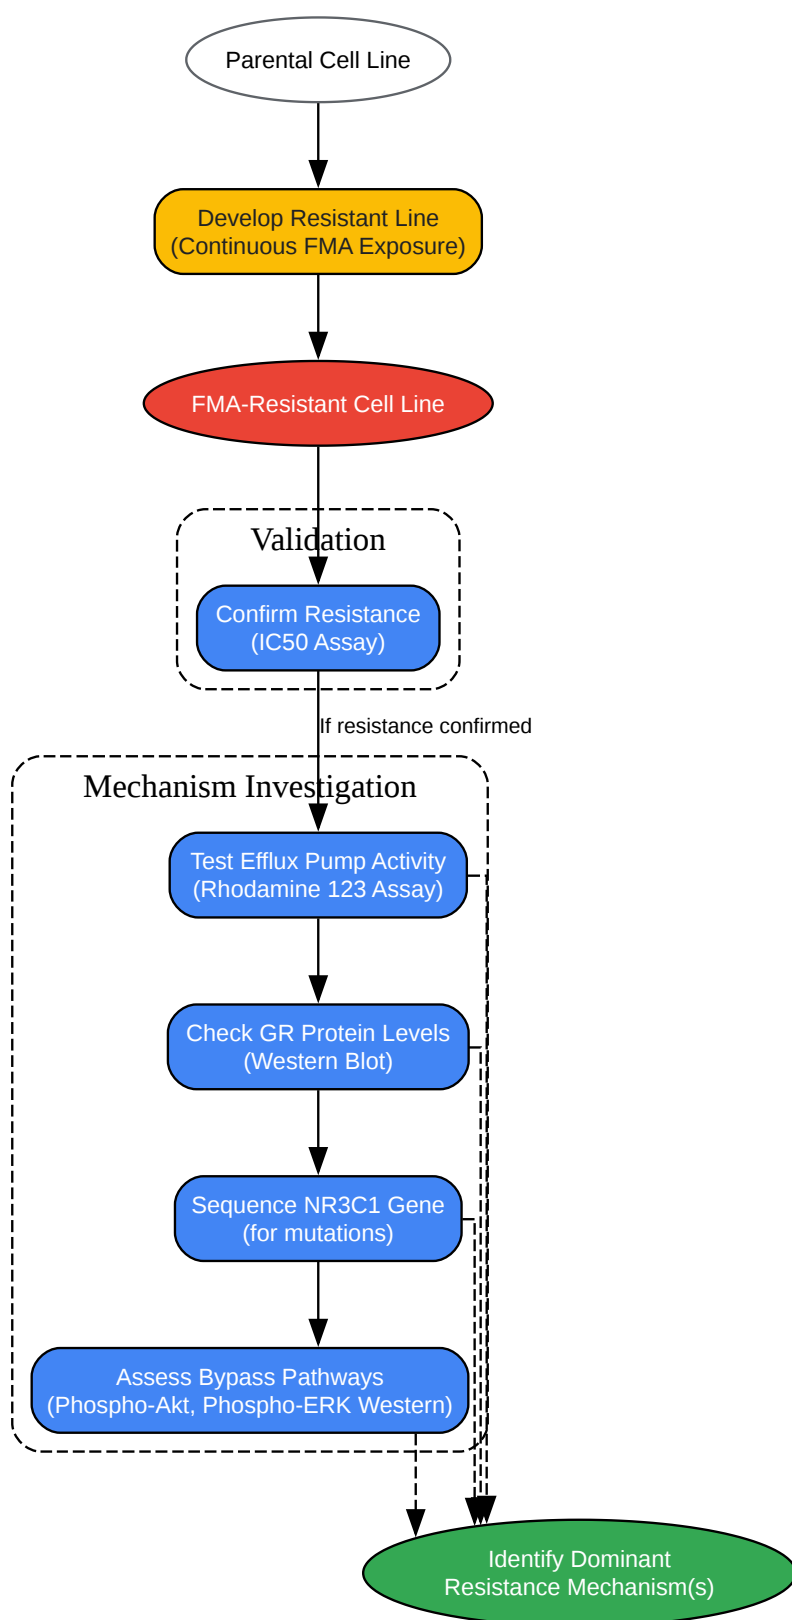 Parental Cell Line
Develop Resistant Line
(Continuous FMA Exposure)
FMA-Resistant Cell Line
Validation
Confirm Resistance
(IC50 Assay)
If resistance confirmed
Mechanism Investigation
Test Efflux Pump Activity
(Rhodamine 123 Assay)
Check GR Protein Levels
(Western Blot)
Sequence NR3C1 Gene
(for mutations)
Assess Bypass Pathways
(Phospho-Akt, Phospho-ERK Western)
Identify Dominant
Resistance Mechanism(s)